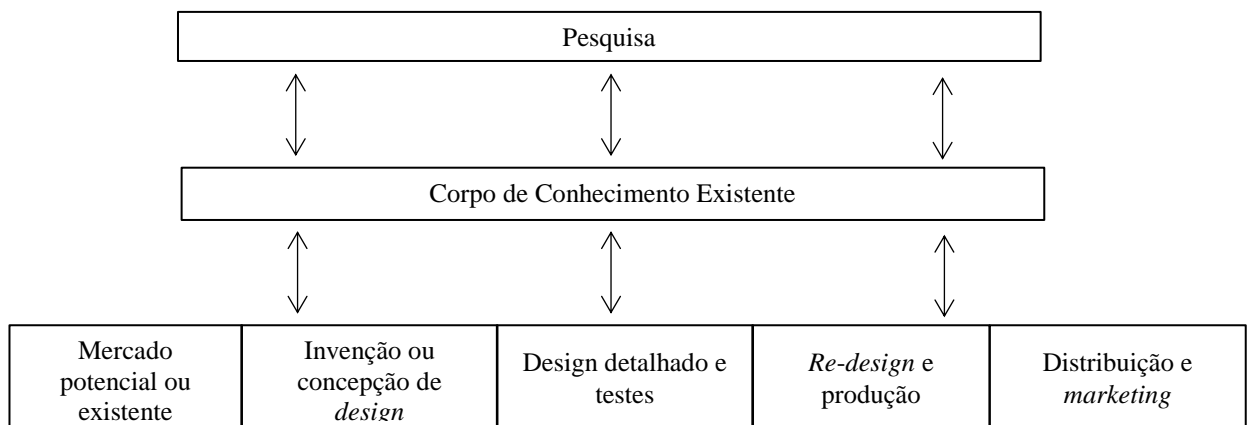 Pesquisa
Corpo de Conhecimento Existente
Mercado
potencial ou
existente
Invenção ou
concepção de
design
Design detalhado e
testes
Re-design e
produção
Distribuição e
marketing